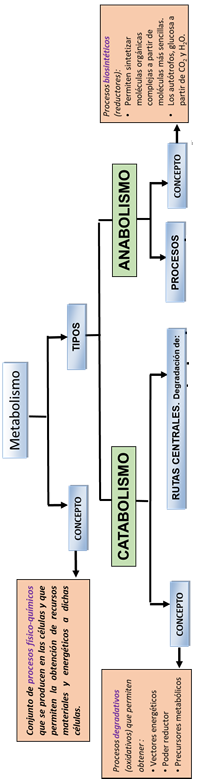 Metabolismo
CONCEPTO
TIPOS
Conjunto de procesos físico-químicos
que se producen en las células y que
permiten la obtención de recursos
materiales y energéticos a dichas
células.
CATABOLISMO
ANABOLISMO
CONCEPTO
RUTAS CENTRALES. Degradación de:
PROCESOS
CONCEPTO
Procesos degradativos
(oxidativos) que permiten
obtener :
• Vectores energéticos
• Poder reductor
• Precursores metabólicos
Procesos biosintéticos
(reductores):
• Permiten sintetizar
moléculas orgánicas
complejas a partir de
moléculas más sencillas.
• Los autótrofos, glucosa a
partir de CO₂ y H₂O.